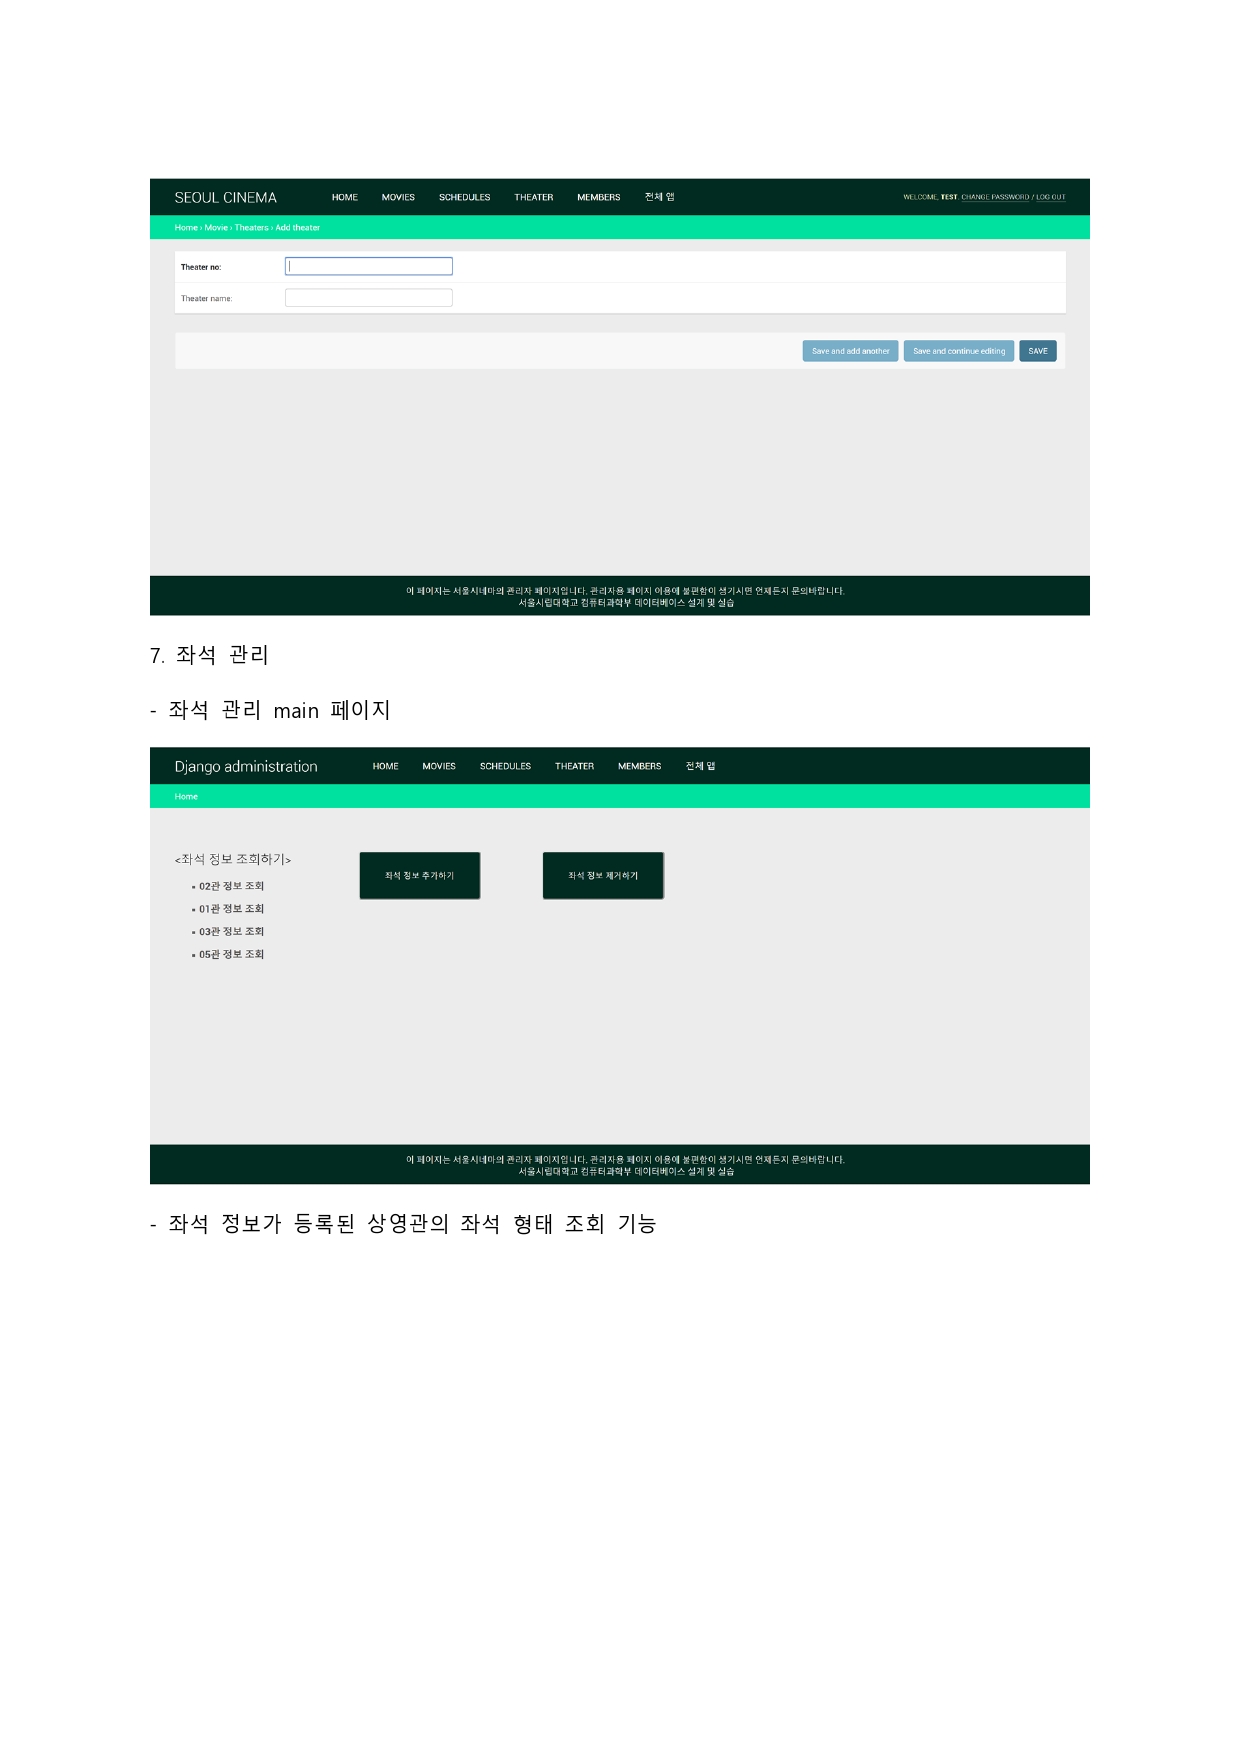 SEOUL CINEMA HOME MOVIES SCHEDULES THEATER MEMBERS 전체 앱 WELCOME, TEST. CHANGE PASSWORD / LOG OUT
Home › Movie › Theaters › Add theater
Theater no:
Theater name:
Save and add another Save and continue editing SAVE
이 페이지는 서울시네마의 관리자 페이지입니다. 관리자용 페이지 이용에 불편함이 생기시면 언제든지 문의바랍니다.
서울시립대학교 컴퓨터과학부 데이터베이스 설계 및 실습
7. 좌석 관리
- 좌석 관리 main 페이지
Django administration HOME MOVIES SCHEDULES THEATER MEMBERS 전체 앱
Home
<좌석 정보 조회하기> 좌석 정보 추가하기 좌석 정보 제거하기
▪ 02관 정보 조회
▪ 01관 정보 조회
▪ 03관 정보 조회
▪ 05관 정보 조회
이 페이지는 서울시네마의 관리자 페이지입니다. 관리자용 페이지 이용에 불편함이 생기시면 언제든지 문의바랍니다.
서울시립대학교 컴퓨터과학부 데이터베이스 설계 및 실습
- 좌석 정보가 등록된 상영관의 좌석 형태 조회 기능